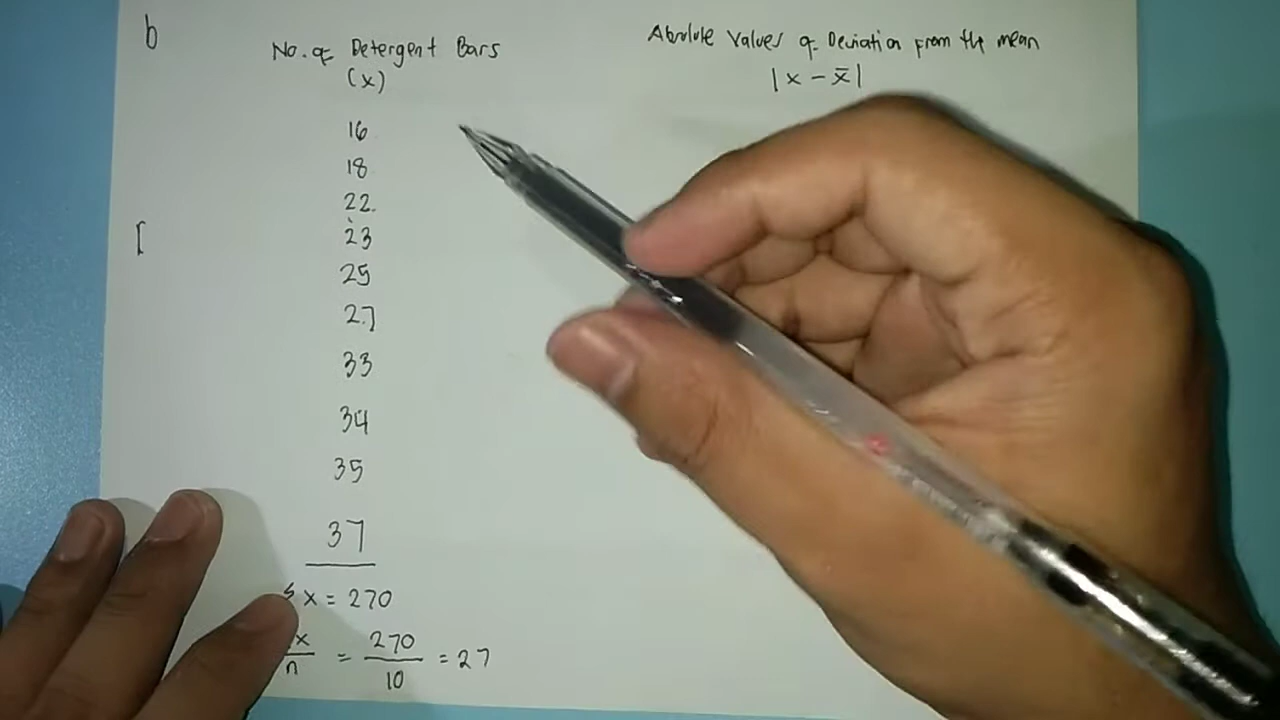 b
No. of Detergent Bars
(x)
Absolute Values of Deviation from the mean
|x - x̄|
16
18
22
23
25
27
33
34
35
37
x = 270
x/n = 270/10 = 27